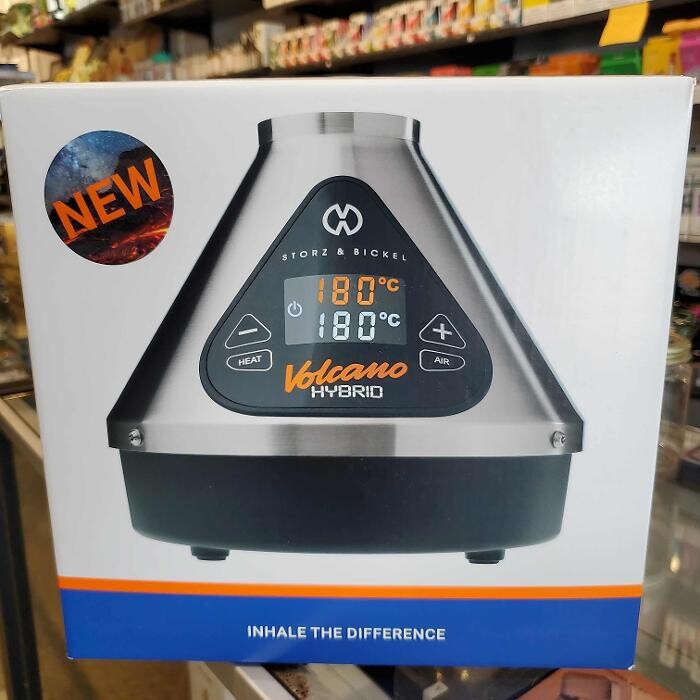 NEW
STORZ & BICKEL
180°C
180°C
HEAT
AIR
Volcano
HYBRID
INHALE THE DIFFERENCE